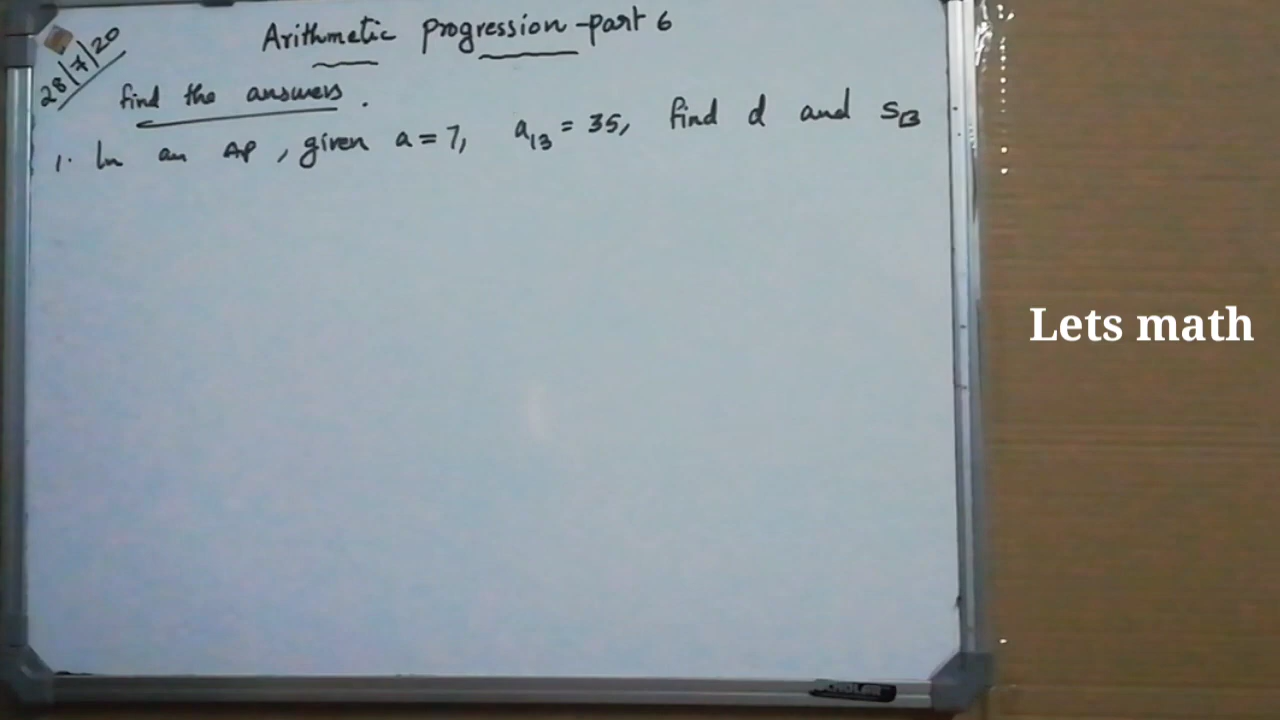 Arithmetic Progression-part 6
28/7/20
find the answers.
1. In an AP, given a = 7, a₁₃ = 35, find d and S₁₃
Lets math